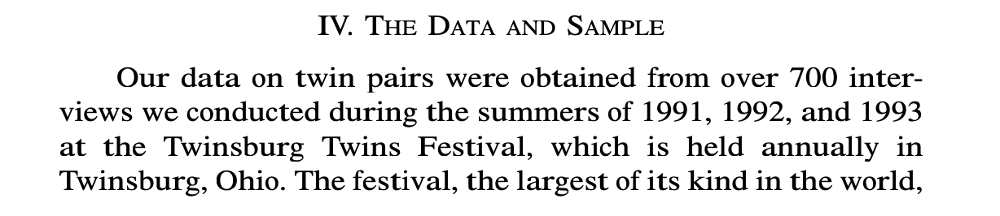 IV. THE DATA AND SAMPLE
Our data on twin pairs were obtained from over 700 inter-
views we conducted during the summers of 1991, 1992, and 1993
at the Twinsburg Twins Festival, which is held annually in
Twinsburg, Ohio. The festival, the largest of its kind in the world,